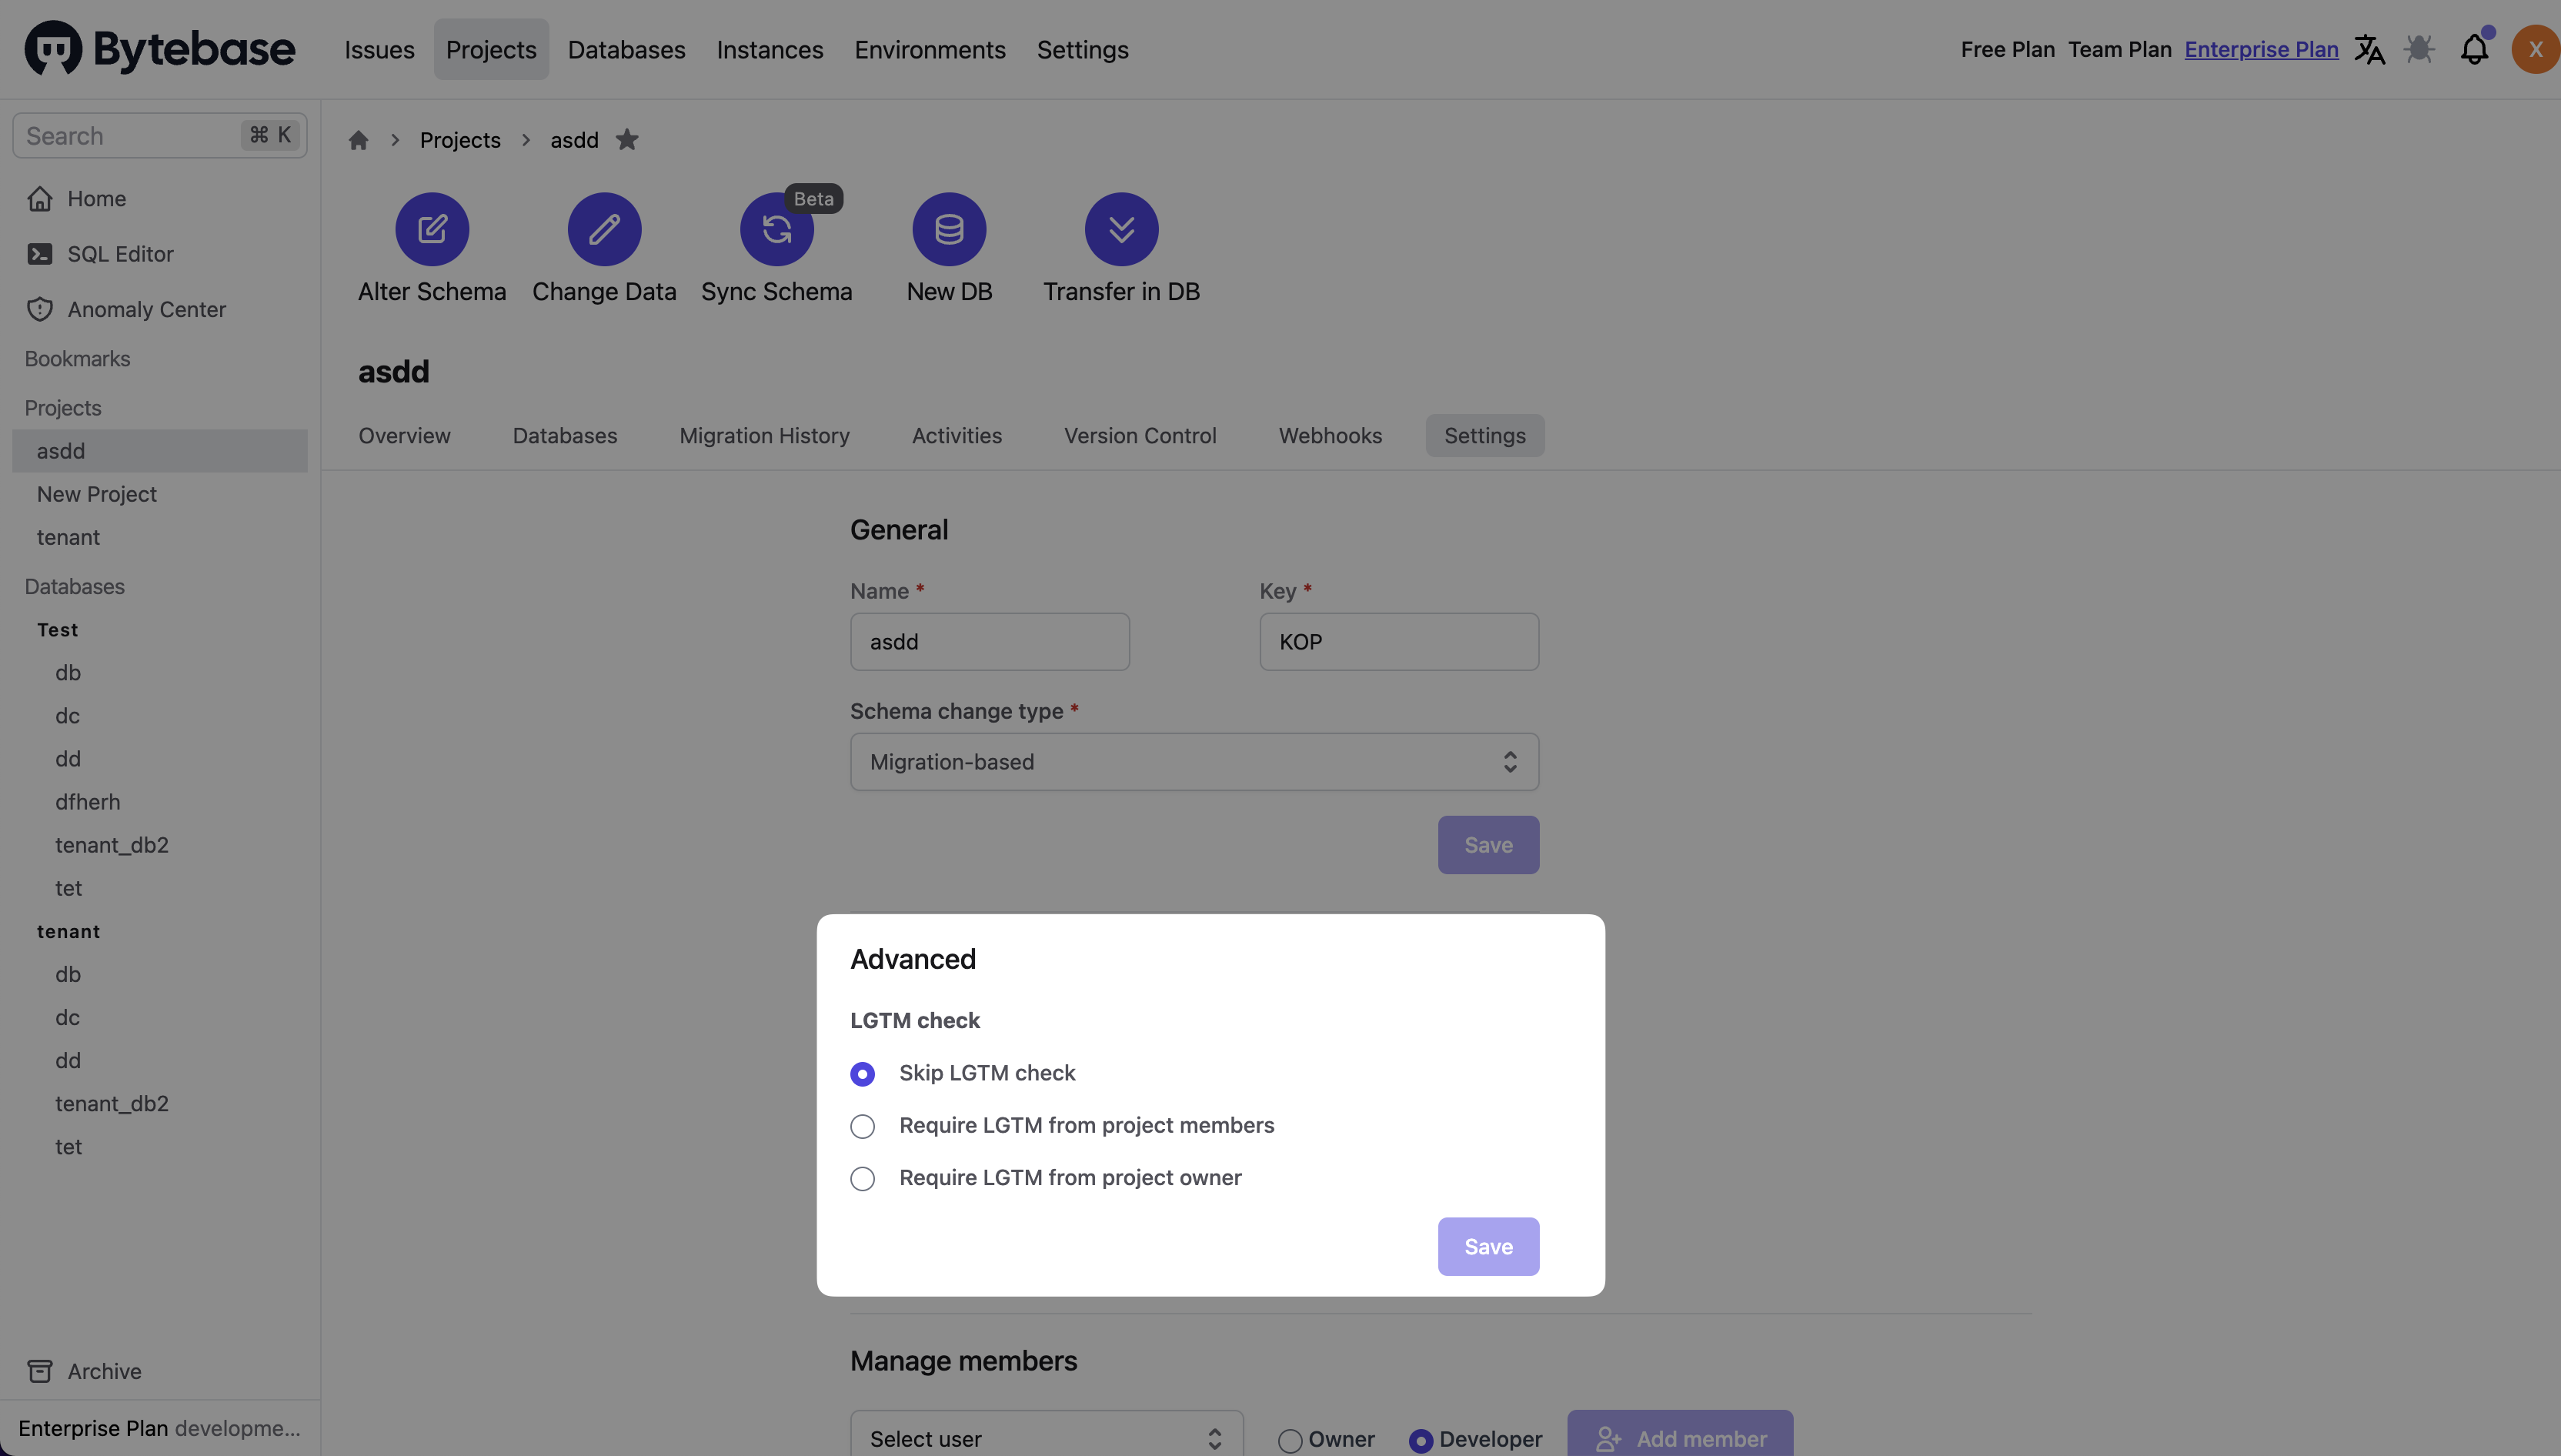 Bytebase
Issues
Projects
Databases
Instances
Environments
Settings
Free Plan
Team Plan
Enterprise Plan
X
Search
⌘ K
Home
SQL Editor
Anomaly Center
Bookmarks
Projects
asdd
New Project
tenant
Databases
Test
db
dc
dd
dfherh
tenant_db2
tet
tenant
db
dc
dd
tenant_db2
tet
Archive
Enterprise Plan developme...
Projects
asdd
Alter Schema
Change Data
Beta
Sync Schema
New DB
Transfer in DB
asdd
Overview
Databases
Migration History
Activities
Version Control
Webhooks
Settings
General
Name *
Key *
asdd
KOP
Schema change type *
Migration-based
Save
Advanced
LGTM check
Skip LGTM check
Require LGTM from project members
Require LGTM from project owner
Save
Manage members
Select user
Owner
Developer
Add member